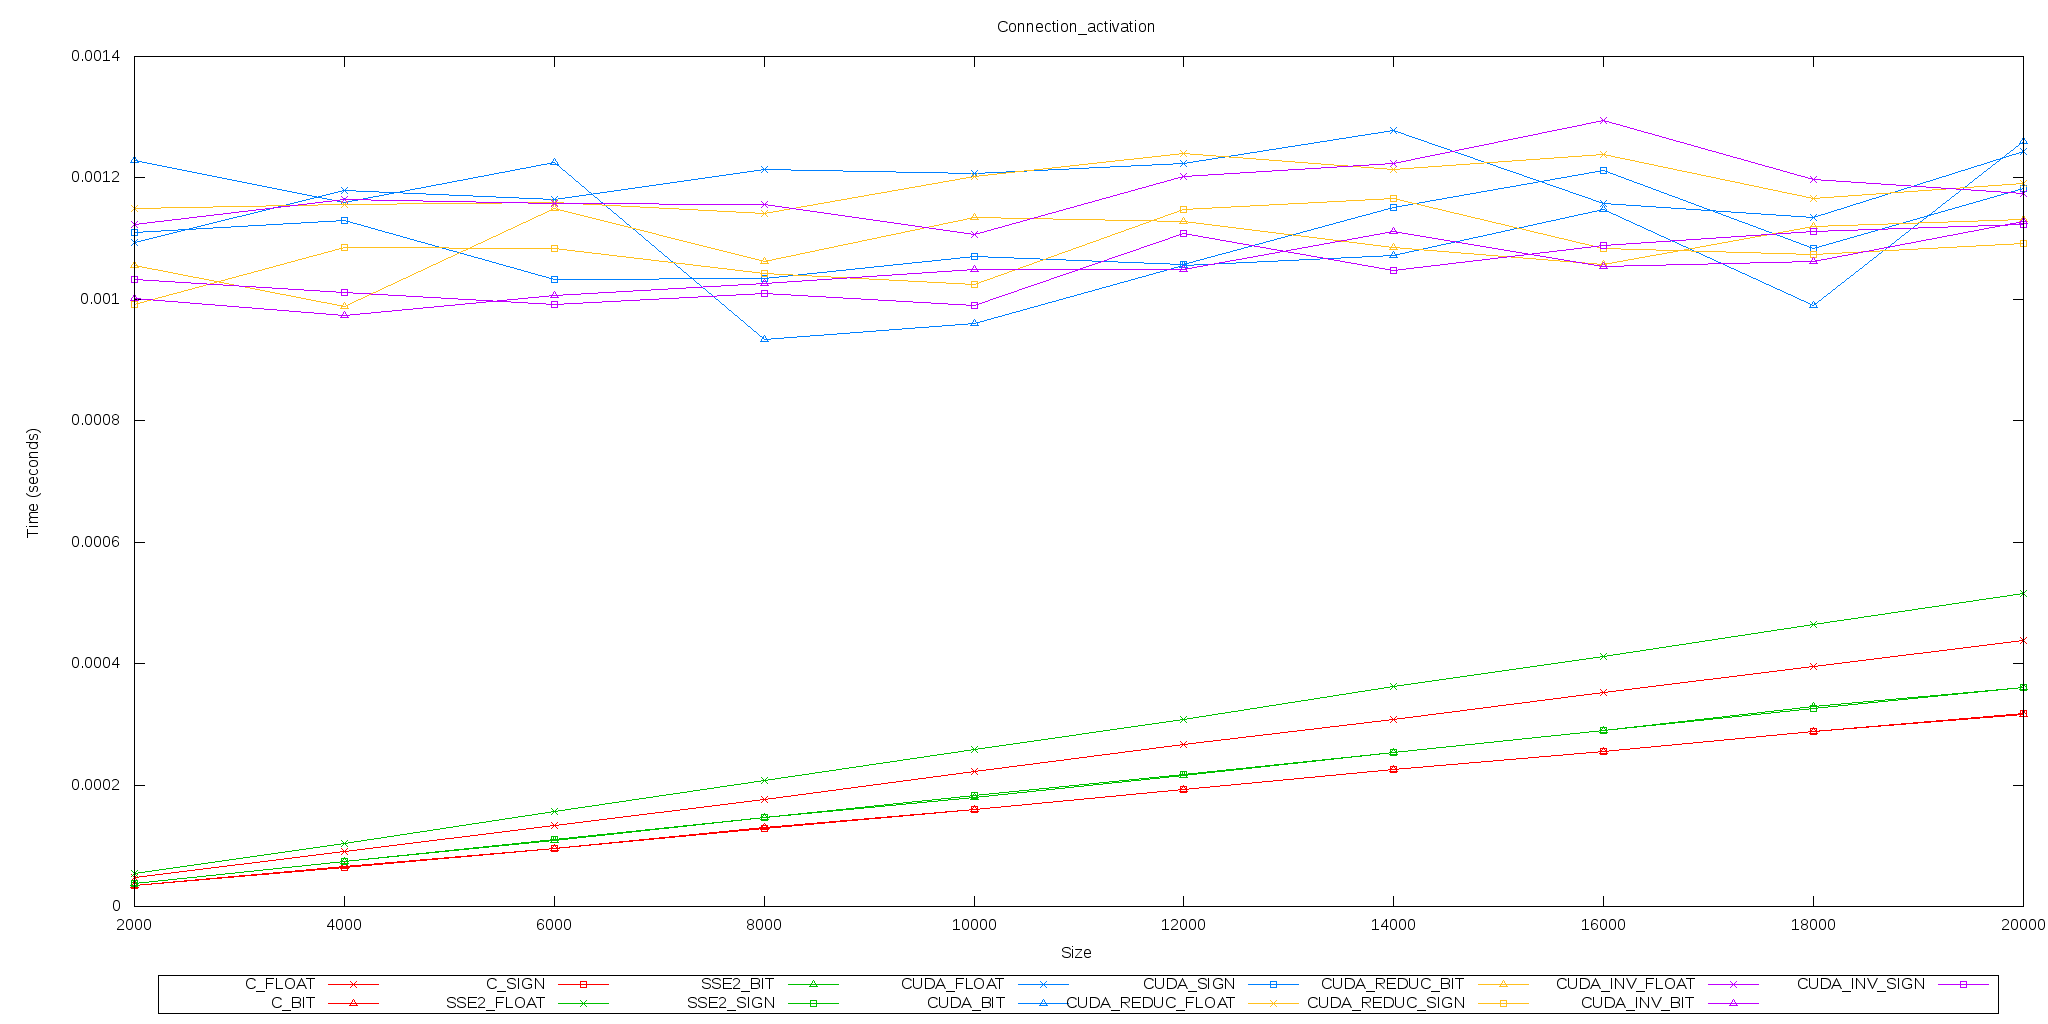 Connection_activation
0.0014
0.0012
0.001
0.0008
0.0006
0.0004
0.0002
0
Time (seconds)
2000 4000 6000 8000 10000 12000 14000 16000 18000 20000
Size
C_FLOAT C_SIGN SSE2_BIT CUDA_FLOAT CUDA_SIGN CUDA_REDUC_BIT CUDA_INV_FLOAT CUDA_INV_SIGN
C_BIT SSE2_FLOAT SSE2_SIGN CUDA_BIT CUDA_REDUC_FLOAT CUDA_REDUC_SIGN CUDA_INV_BIT